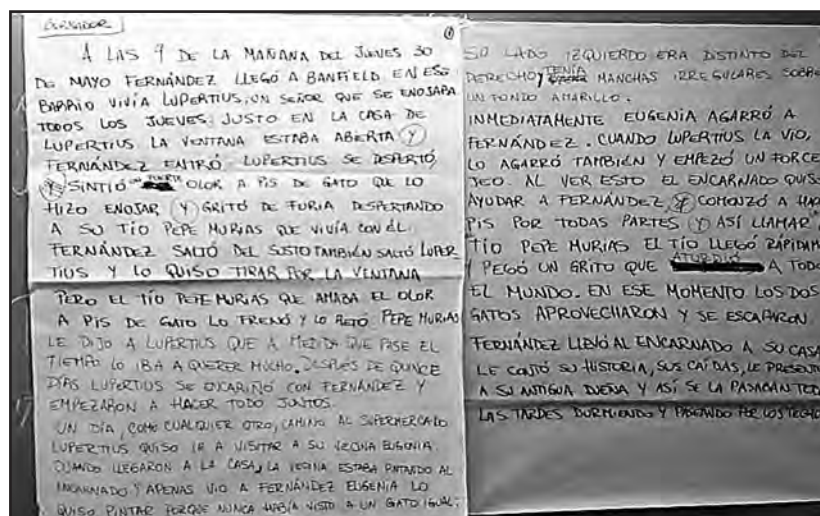 BORRADOR
①
A LAS 9 DE LA MAÑANA DEL JUEVES 30
DE MAYO FERNÁNDEZ LLEGÓ A BANFIELD EN ESE
BARRIO VIVÍA LUPERTIUS, UN SEÑOR QUE SE ENOJABA
TODOS LOS JUEVES. JUSTO EN LA CASA DE
LUPERTIUS LA VENTANA ESTABA ABIERTA Y
FERNÁNDEZ ENTRÓ. LUPERTIUS SE DESPERTÓ,
Y SINTIÓ OLOR A PIS DE GATO QUE LO
HIZO ENOJAR Y GRITÓ DE FURIA DESPERTANDO
A SU TÍO PEPE MURIAS QUE VIVÍA CON ÉL.
FERNÁNDEZ SALTÓ DEL SUSTO TAMBIÉN SALTÓ LUPER
TIUS Y LO QUISO TIRAR POR LA VENTANA
PERO EL TÍO PEPE MURIAS QUE AMABA EL OLOR
A PIS DE GATO LO FRENÓ Y LO RETÓ. PEPE MURIAS
LE DIJO A LUPERTIUS QUE A MEDIDA QUE PASE EL
TIEMPO LO IBA A QUERER MUCHO. DESPUÉS DE QUINCE
DÍAS LUPERTIUS SE ENCARIÑÓ CON FERNÁNDEZ Y
EMPEZARON A HACER TODO JUNTOS.
UN DÍA, COMO CUALQUIER OTRO, CAMINO AL SUPERMERCADO
LUPERTIUS QUISO IR A VISITAR A SU VECINA EUGENIA.
CUANDO LLEGARON A LA CASA, LA VECINA ESTABA PINTANDO AL
ENCARNADO Y APENAS VIO A FERNÁNDEZ EUGENIA LO
QUISO PINTAR PORQUE NUNCA HABÍA VISTO A UN GATO IGUAL:
SU LADO IZQUIERDO ERA DISTINTO DEL
DERECHO Y TENÍA MANCHAS IRREGULARES SOBRE
UN FONDO AMARILLO.
INMEDIATAMENTE EUGENIA AGARRÓ A
FERNÁNDEZ. CUANDO LUPERTIUS LA VIO,
LO AGARRÓ TAMBIÉN Y EMPEZÓ UN FORCE
JEO. AL VER ESTO EL ENCARNADO QUISO
AYUDAR A FERNÁNDEZ Y COMENZÓ A HAC
PIS POR TODAS PARTES Y ASÍ LLAMAR
TÍO PEPE MURIAS EL TÍO LLEGÓ RÁPIDAM
Y PEGÓ UN GRITO QUE ATURDIÓ A TODO
EL MUNDO. EN ESE MOMENTO LOS DOS
GATOS APROVECHARON Y SE ESCAPARON.
FERNÁNDEZ LLEVÓ AL ENCARNADO A SU CASA
LE CONTÓ SU HISTORIA, SUS CAÍDAS, LE PRESENT
A SU ANTIGUA DUEÑA Y ASÍ SE LA PASABAN TODA
LAS TARDES DURMIENDO Y PASEANDO POR LOS TECHO